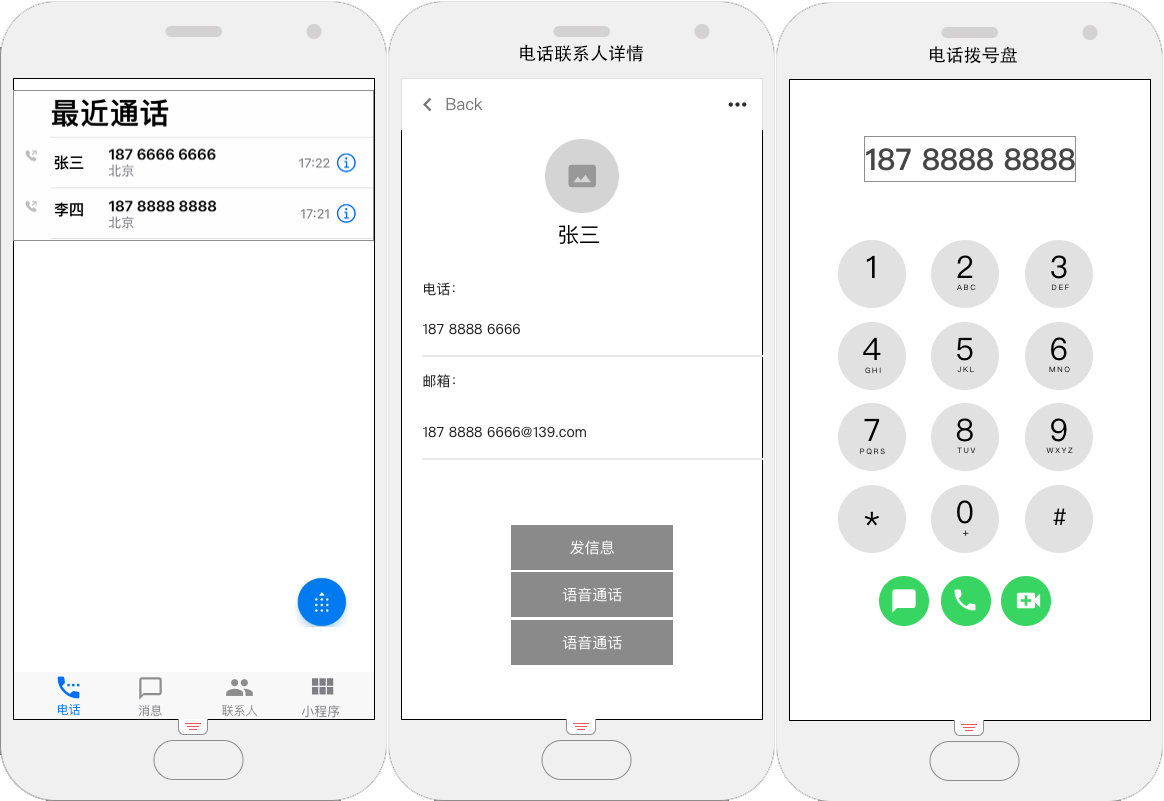 最近通话
张三
187 6666 6666
北京
17:22
李四
187 8888 8888
北京
17:21
电话
消息
联系人
小程序
电话联系人详情
Back
张三
电话：
187 8888 6666
邮箱：
187 8888 6666@139.com
发信息
语音通话
语音通话
电话拨号盘
187 8888 8888
1
2
ABC
3
DEF
4
GHI
5
JKL
6
MNO
7
PQRS
8
TUV
9
WXYZ
*
0
+
#